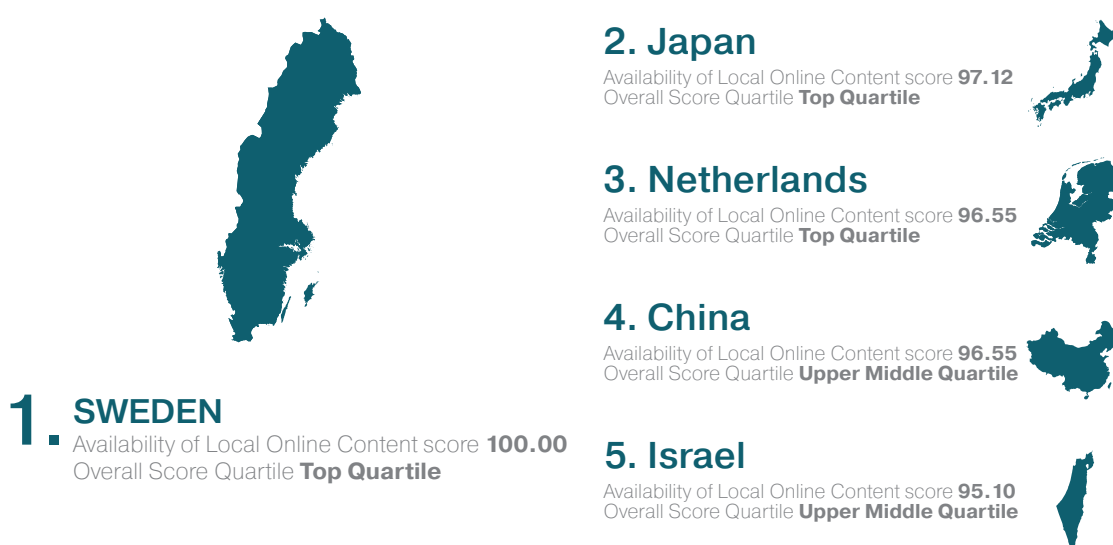 1. SWEDEN
Availability of Local Online Content score 100.00
Overall Score Quartile Top Quartile
2. Japan
Availability of Local Online Content score 97.12
Overall Score Quartile Top Quartile
3. Netherlands
Availability of Local Online Content score 96.55
Overall Score Quartile Top Quartile
4. China
Availability of Local Online Content score 96.55
Overall Score Quartile Upper Middle Quartile
5. Israel
Availability of Local Online Content score 95.10
Overall Score Quartile Upper Middle Quartile